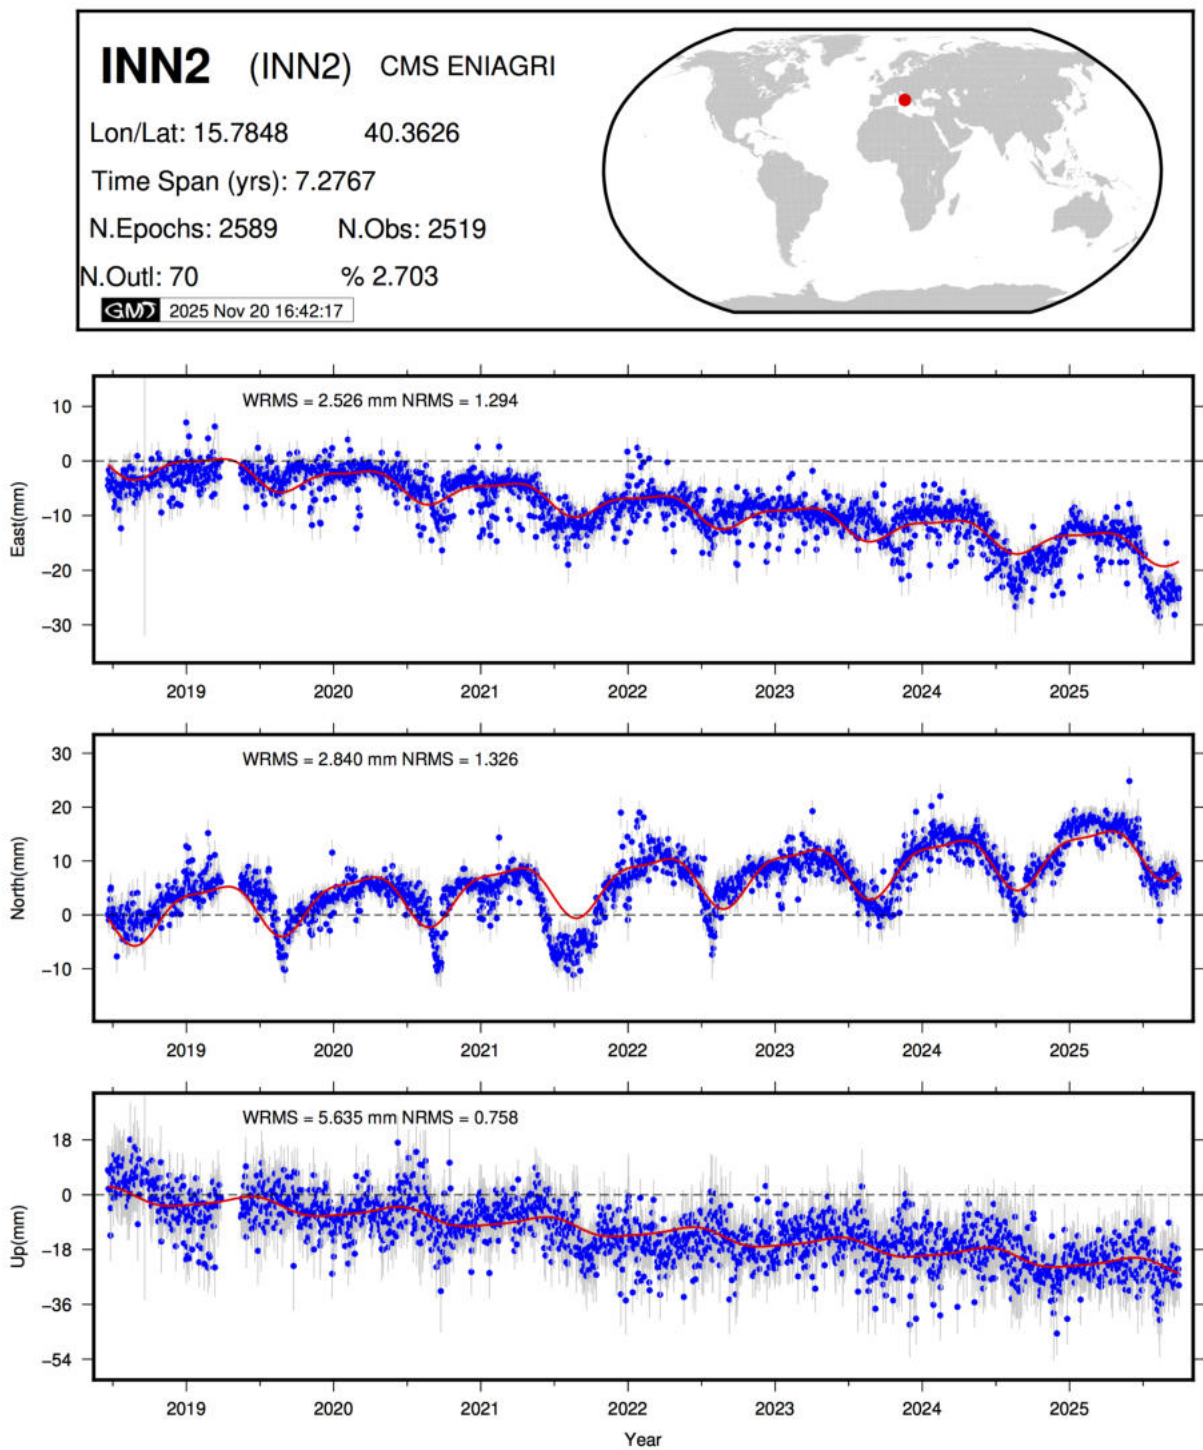 INN2 (INN2) CMS ENIAGRI
Lon/Lat: 15.7848 40.3626
Time Span (yrs): 7.2767
N.Epochs: 2589 N.Obs: 2519
N.Outl: 70 % 2.703
GMT 2025 Nov 20 16:42:17
WRMS = 2.526 mm NRMS = 1.294
East(mm)
10
0
−10
−20
−30
2019 2020 2021 2022 2023 2024 2025
WRMS = 2.840 mm NRMS = 1.326
North(mm)
30
20
10
0
−10
2019 2020 2021 2022 2023 2024 2025
WRMS = 5.635 mm NRMS = 0.758
Up(mm)
18
0
−18
−36
−54
2019 2020 2021 2022 2023 2024 2025
Year